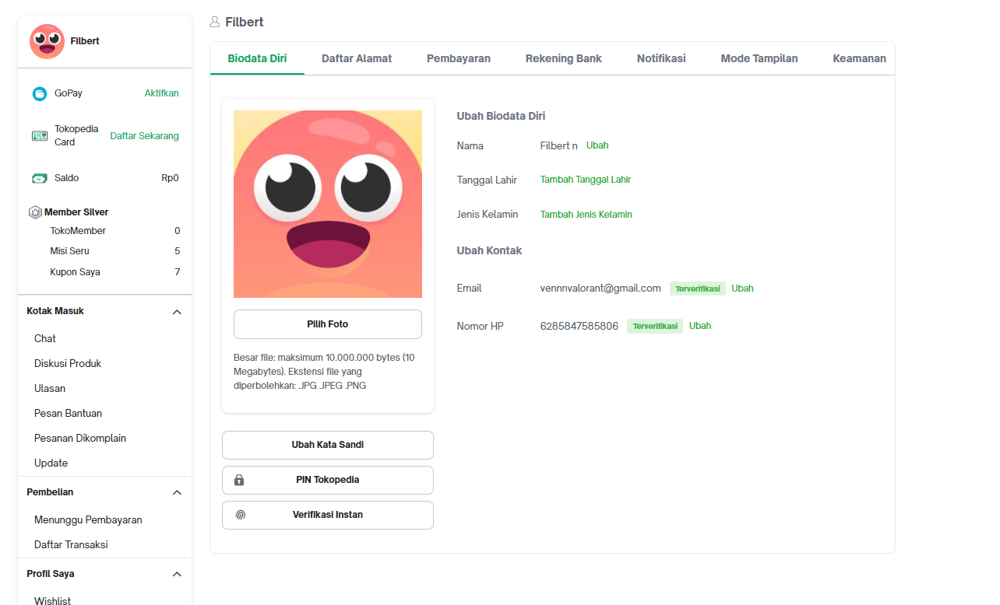 Filbert
GoPay
Aktifkan
Tokopedia
Card
Daftar Sekarang
Saldo
Rp0
Member Silver
TokoMember
0
Misi Seru
5
Kupon Saya
7
Kotak Masuk
Chat
Diskusi Produk
Ulasan
Pesan Bantuan
Pesanan Dikomplain
Update
Pembelian
Menunggu Pembayaran
Daftar Transaksi
Profil Saya
Wishlist
Filbert
Biodata Diri
Daftar Alamat
Pembayaran
Rekening Bank
Notifikasi
Mode Tampilan
Keamanan
Pilih Foto
Besar file: maksimum 10.000.000 bytes (10
Megabytes). Ekstensi file yang
diperbolehkan: .JPG .JPEG .PNG
Ubah Kata Sandi
PIN Tokopedia
Verifikasi Instan
Ubah Biodata Diri
Nama
Filbert n
Ubah
Tanggal Lahir
Tambah Tanggal Lahir
Jenis Kelamin
Tambah Jenis Kelamin
Ubah Kontak
Email
vennnvalorant@gmail.com
Terverifikasi
Ubah
Nomor HP
6285847585806
Terverifikasi
Ubah